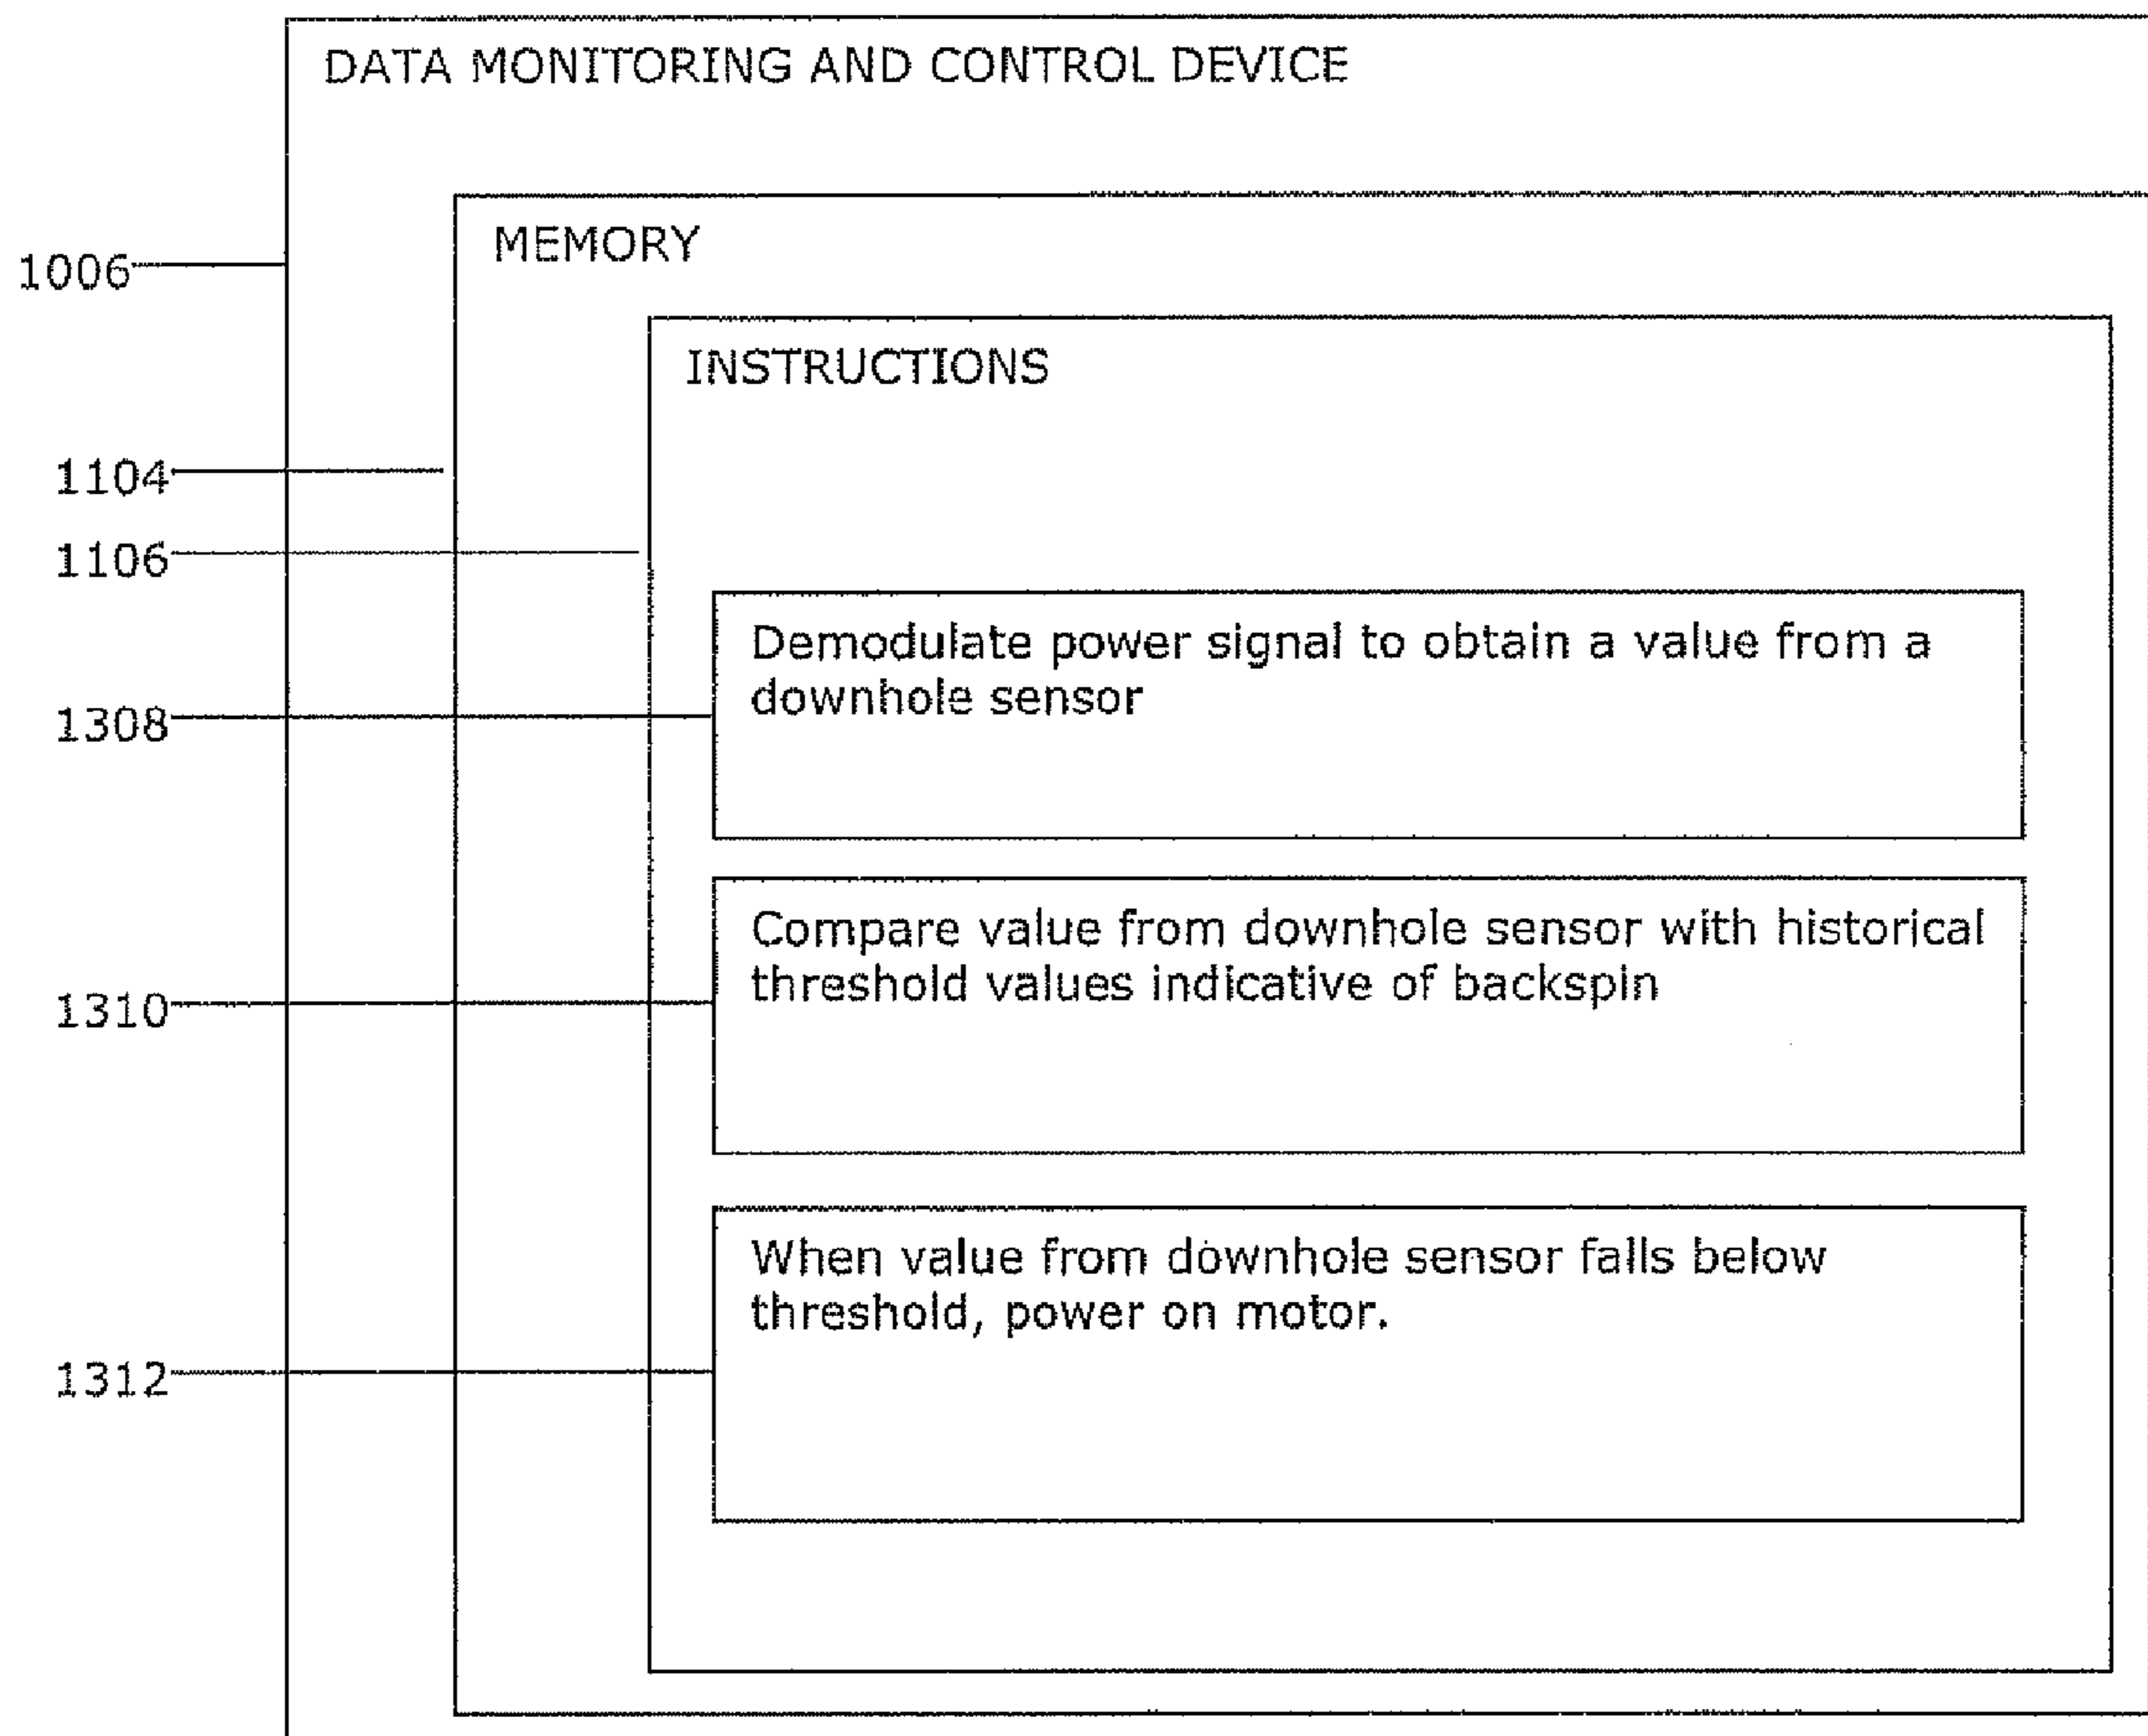 DATA MONITORING AND CONTROL DEVICE
MEMORY
1006
INSTRUCTIONS
1104
1106
Demodulate power signal to obtain a value from a
downhole sensor
1308
Compare value from downhole sensor with historical
threshold values indicative of backspin
1310
When value from downhole sensor falls below
threshold, power on motor.
1312